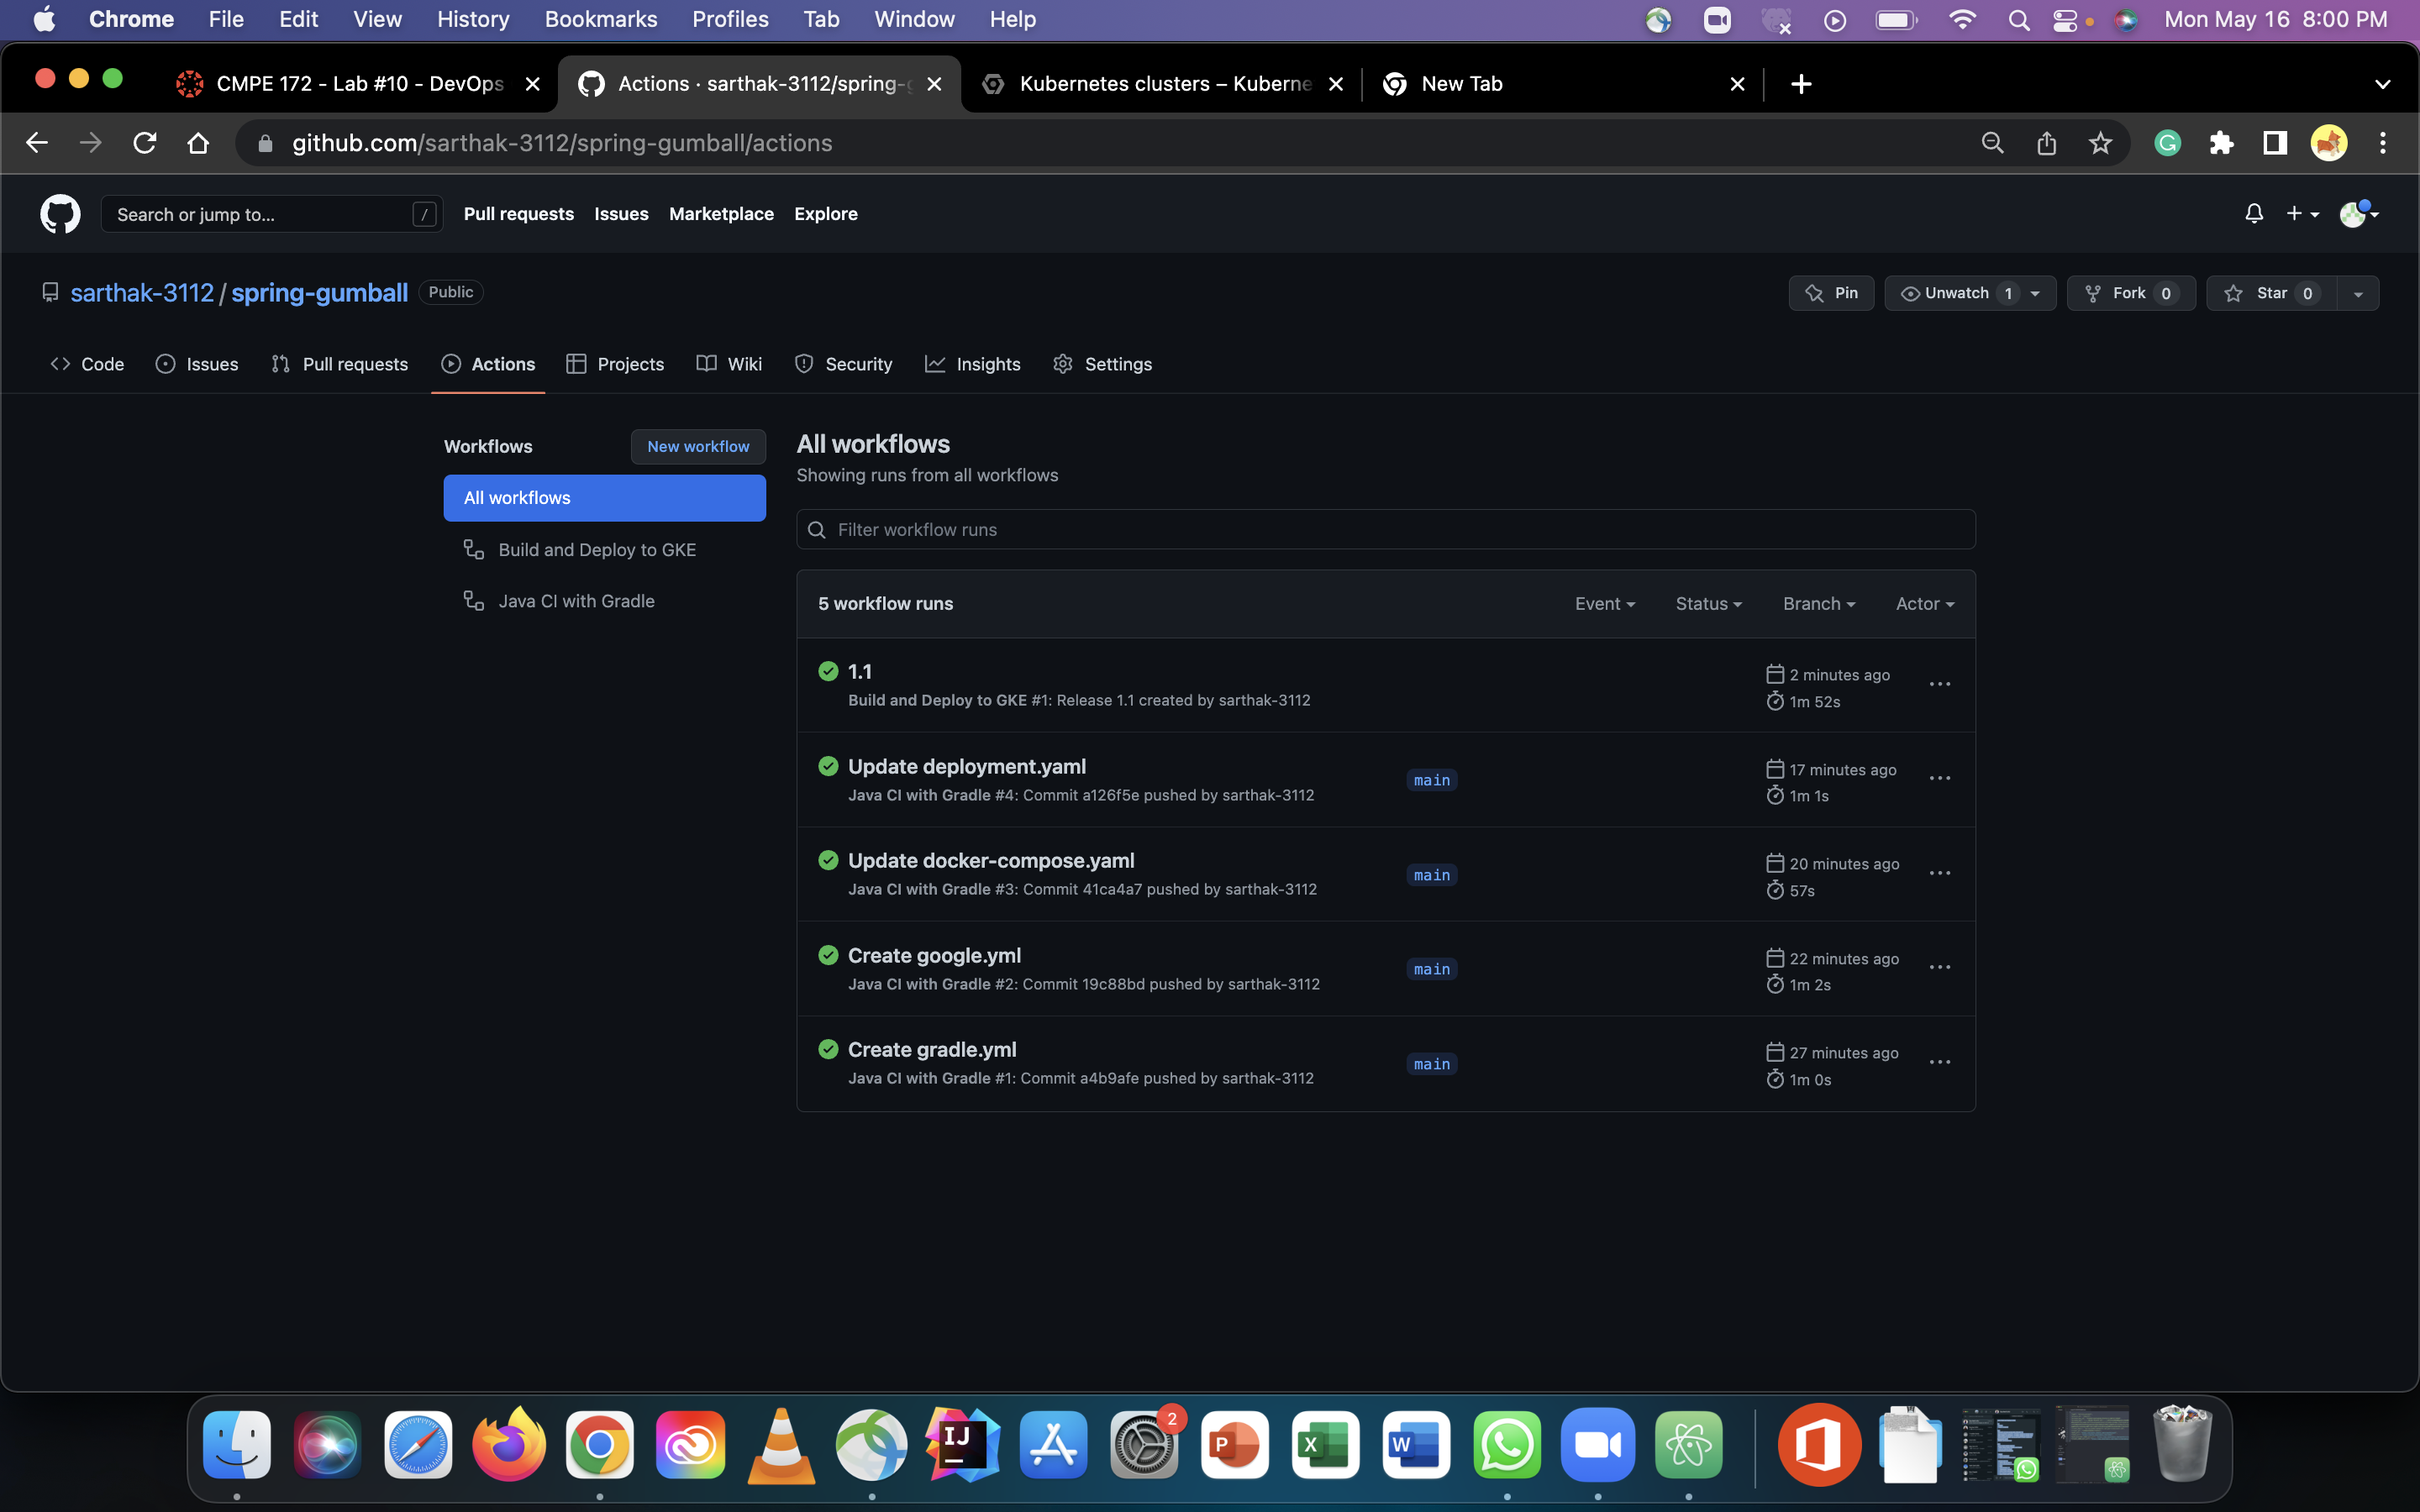 Chrome File Edit View History Bookmarks Profiles Tab Window Help Mon May 16 8:00 PM
CMPE 172 - Lab #10 - DevOps Actions · sarthak-3112/spring-g Kubernetes clusters – Kuberne New Tab
github.com/sarthak-3112/spring-gumball/actions
Search or jump to... / Pull requests Issues Marketplace Explore
sarthak-3112 / spring-gumball Public Pin Unwatch 1 Fork 0 Star 0
Code Issues Pull requests Actions Projects Wiki Security Insights Settings
Workflows New workflow
All workflows
Build and Deploy to GKE
Java CI with Gradle
All workflows
Showing runs from all workflows
Filter workflow runs
5 workflow runs Event Status Branch Actor
1.1
Build and Deploy to GKE #1: Release 1.1 created by sarthak-3112
2 minutes ago
1m 52s
Update deployment.yaml
Java CI with Gradle #4: Commit a126f5e pushed by sarthak-3112
main
17 minutes ago
1m 1s
Update docker-compose.yaml
Java CI with Gradle #3: Commit 41ca4a7 pushed by sarthak-3112
main
20 minutes ago
57s
Create google.yml
Java CI with Gradle #2: Commit 19c88bd pushed by sarthak-3112
main
22 minutes ago
1m 2s
Create gradle.yml
Java CI with Gradle #1: Commit a4b9afe pushed by sarthak-3112
main
27 minutes ago
1m 0s
IJ 2 P X W